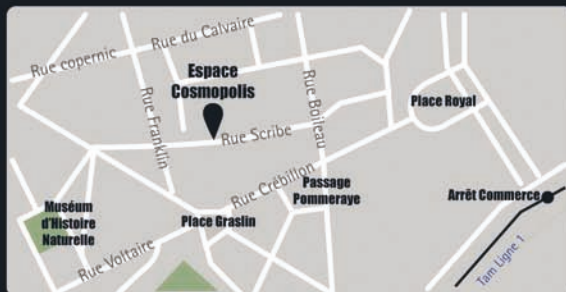 Rue du Calvaire
Rue copernic
Espace
Cosmopolis
Rue Franklin
Rue Boileau
Place Royal
Rue Scribe
Rue Crébillon
Passage
Pommeraye
Arrêt Commerce
Muséum
d'Histoire
Naturelle
Place Graslin
Rue Voltaire
Tam Ligne 1